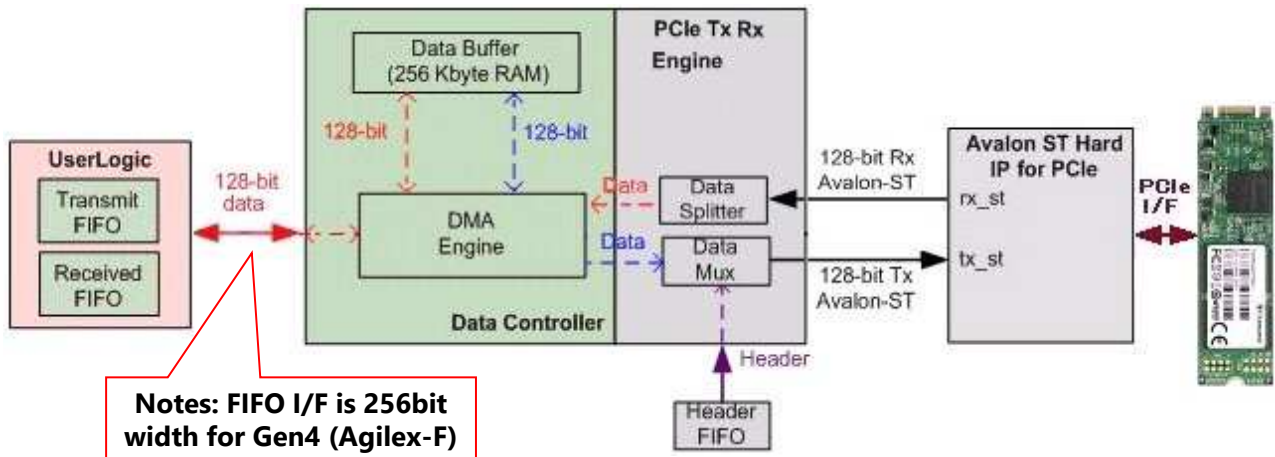 UserLogic
Transmit
FIFO
Received
FIFO
128-bit
data
Data Buffer
(256 Kbyte RAM)
128-bit
128-bit
DMA
Engine
Data Controller
PCIe Tx Rx
Engine
Data
Data
Splitter
Data
Data
Mux
Header
Header
FIFO
128-bit Rx
Avalon-ST
128-bit Tx
Avalon-ST
Avalon ST Hard
IP for PCIe
rx_st
tx_st
PCIe
I/F
CE
Notes: FIFO I/F is 256bit
width for Gen4 (Agilex-F)